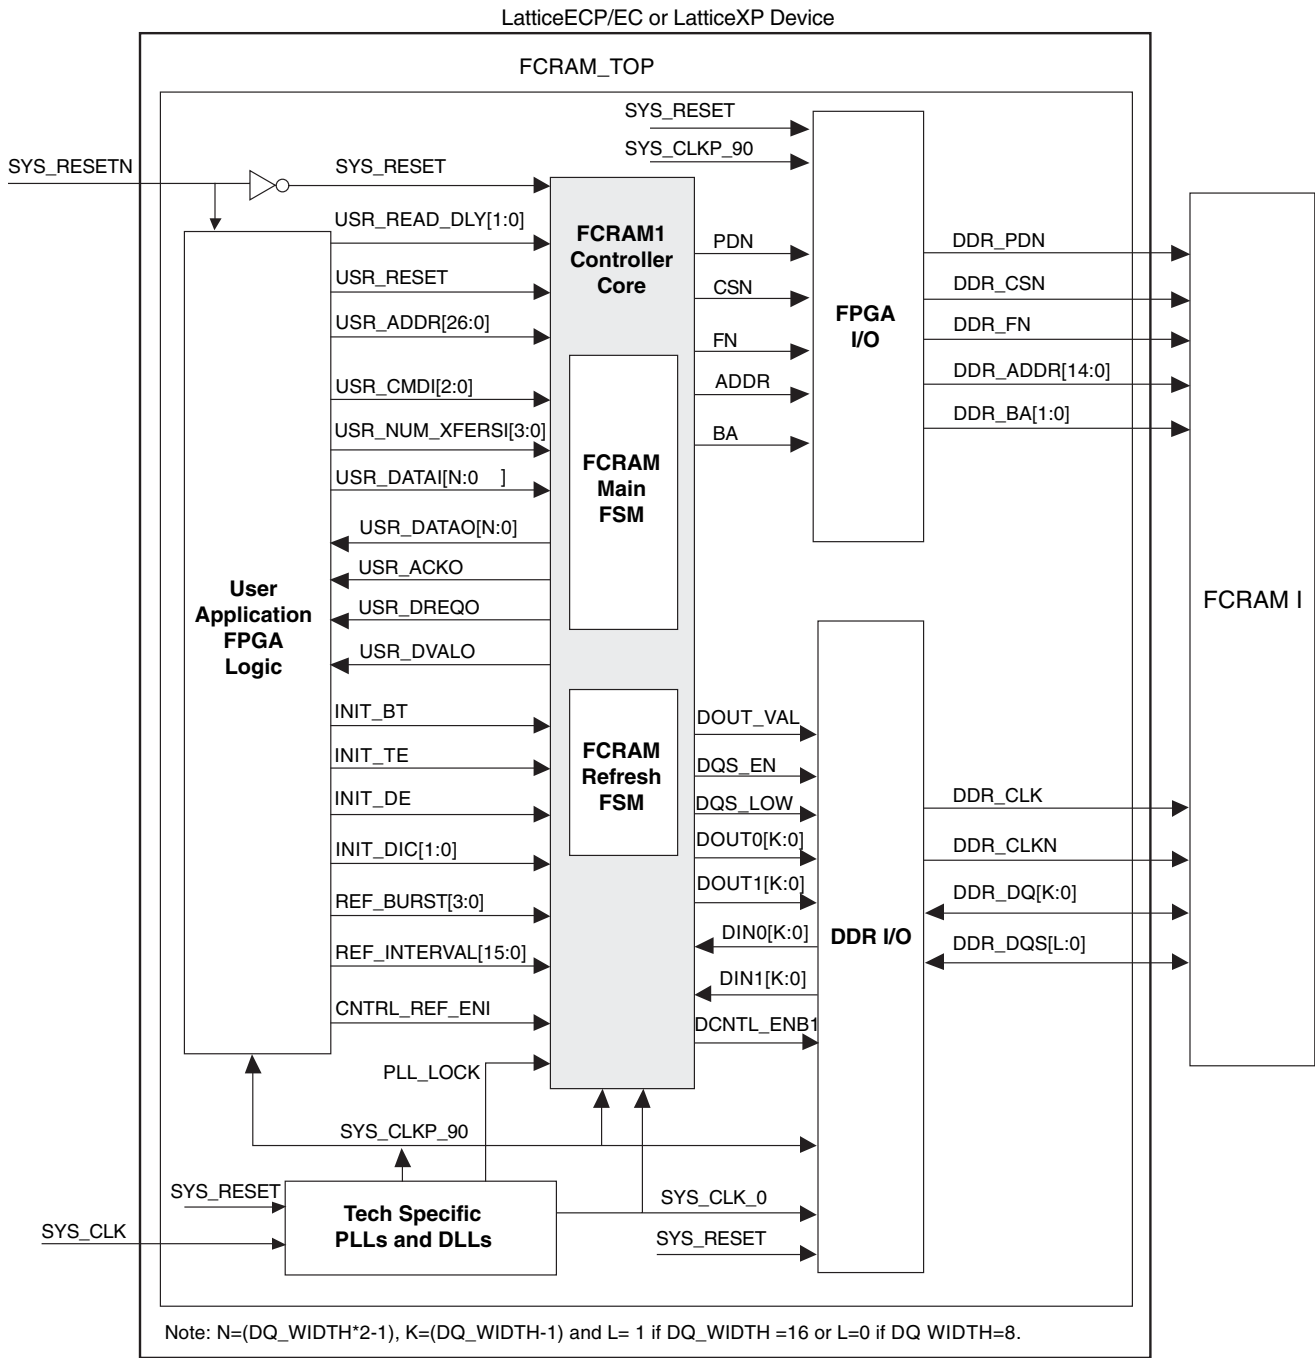 LatticeECP/EC or LatticeXP Device
FCRAM_TOP
SYS_RESET
SYS_CLKP_90
SYS_RESETN
SYS_RESET
USR_READ_DLY[1:0]
USR_RESET
USR_ADDR[26:0]
USR_CMDI[2:0]
USR_NUM_XFERSI[3:0]
USR_DATAI[N:0 ]
USR_DATAO[N:0]
USR_ACKO
USR_DREQO
USR_DVALO
INIT_BT
INIT_TE
INIT_DE
INIT_DIC[1:0]
REF_BURST[3:0]
REF_INTERVAL[15:0]
CNTRL_REF_ENI
PLL_LOCK
User
Application
FPGA
Logic
FCRAM1
Controller
Core
FCRAM
Main
FSM
FCRAM
Refresh
FSM
PDN
CSN
FN
ADDR
BA
FPGA
I/O
DDR_PDN
DDR_CSN
DDR_FN
DDR_ADDR[14:0]
DDR_BA[1:0]
FCRAM I
DOUT_VAL
DQS_EN
DQS_LOW
DOUT0[K:0]
DOUT1[K:0]
DIN0[K:0]
DIN1[K:0]
DCNTL_ENB1
DDR I/O
DDR_CLK
DDR_CLKN
DDR_DQ[K:0]
DDR_DQS[L:0]
SYS_CLKP_90
SYS_RESET
SYS_CLK
Tech Specific
PLLs and DLLs
SYS_CLK_0
SYS_RESET
Note: N=(DQ_WIDTH*2-1), K=(DQ_WIDTH-1) and L= 1 if DQ_WIDTH =16 or L=0 if DQ WIDTH=8.